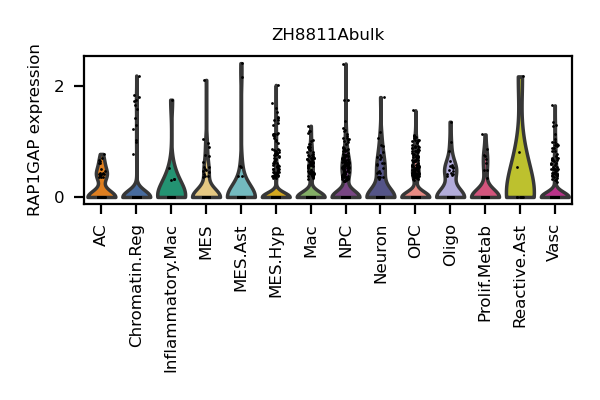 ZH8811Abulk
RAP1GAP expression
2
0
AC
Chromatin.Reg
Inflammatory.Mac
MES
MES.Ast
MES.Hyp
Mac
NPC
Neuron
OPC
Oligo
Prolif.Metab
Reactive.Ast
Vasc